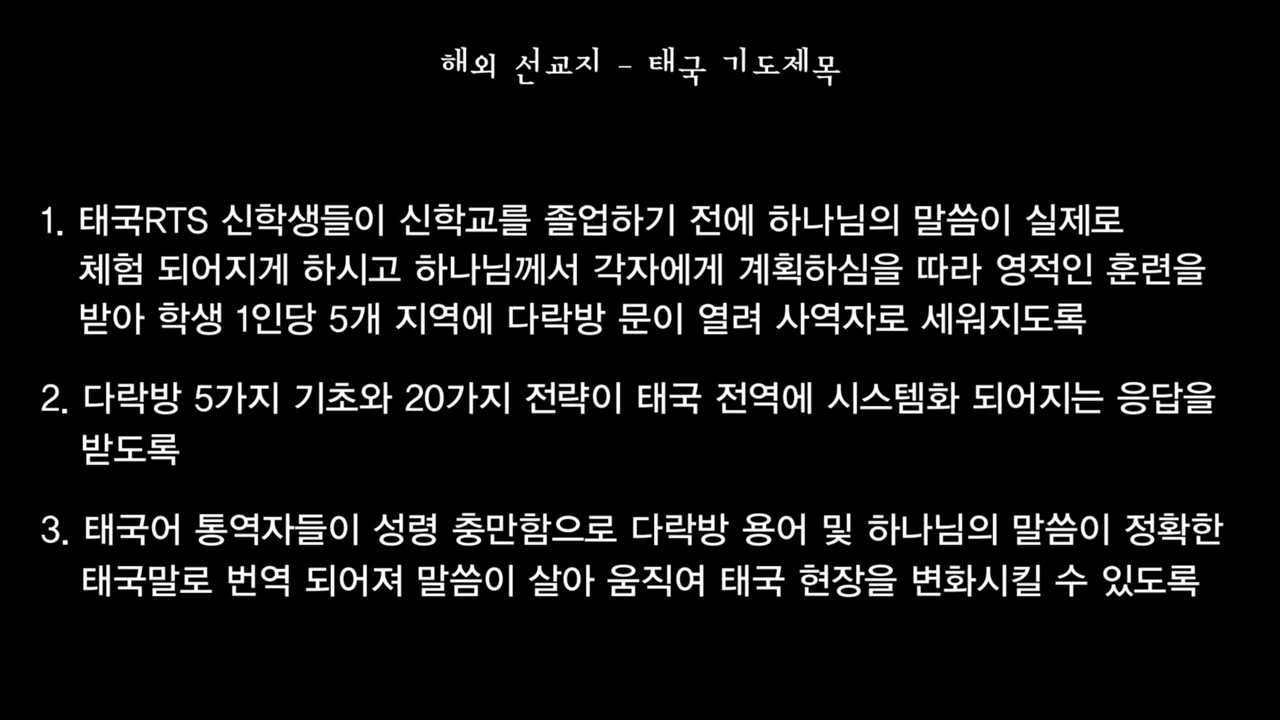 해외 선교지 - 태국 기도제목
1. 태국RTS 신학생들이 신학교를 졸업하기 전에 하나님의 말씀이 실제로
체험 되어지게 하시고 하나님께서 각자에게 계획하심을 따라 영적인 훈련을
받아 학생 1인당 5개 지역에 다락방 문이 열려 사역자로 세워지도록
2. 다락방 5가지 기초와 20가지 전략이 태국 전역에 시스템화 되어지는 응답을
받도록
3. 태국어 통역자들이 성령 충만함으로 다락방 용어 및 하나님의 말씀이 정확한
태국말로 번역 되어져 말씀이 살아 움직여 태국 현장을 변화시킬 수 있도록